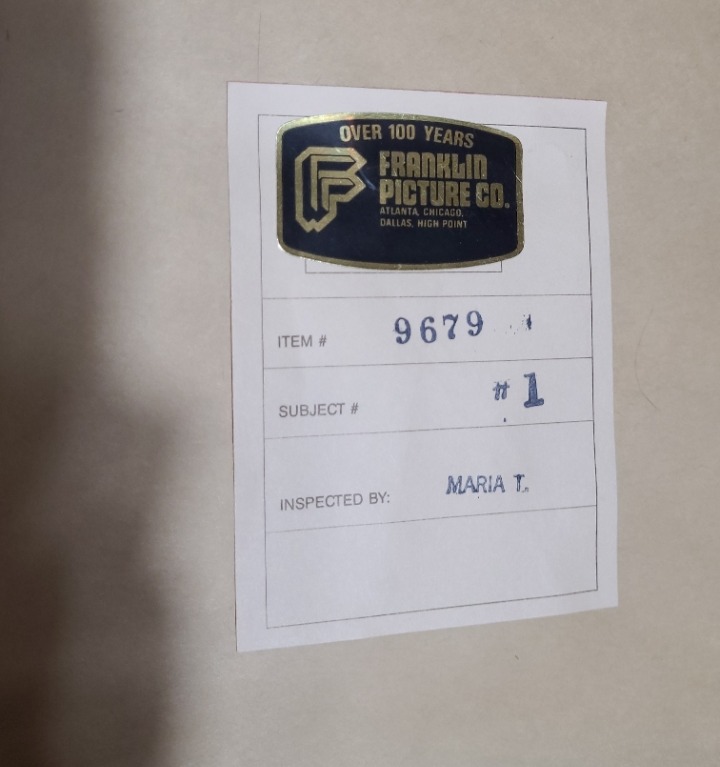 OVER 100 YEARS
FRANKLIN
PICTURE CO.
ATLANTA, CHICAGO,
DALLAS, HIGH POINT
ITEM # 9679
SUBJECT # #1
INSPECTED BY: MARIA T.